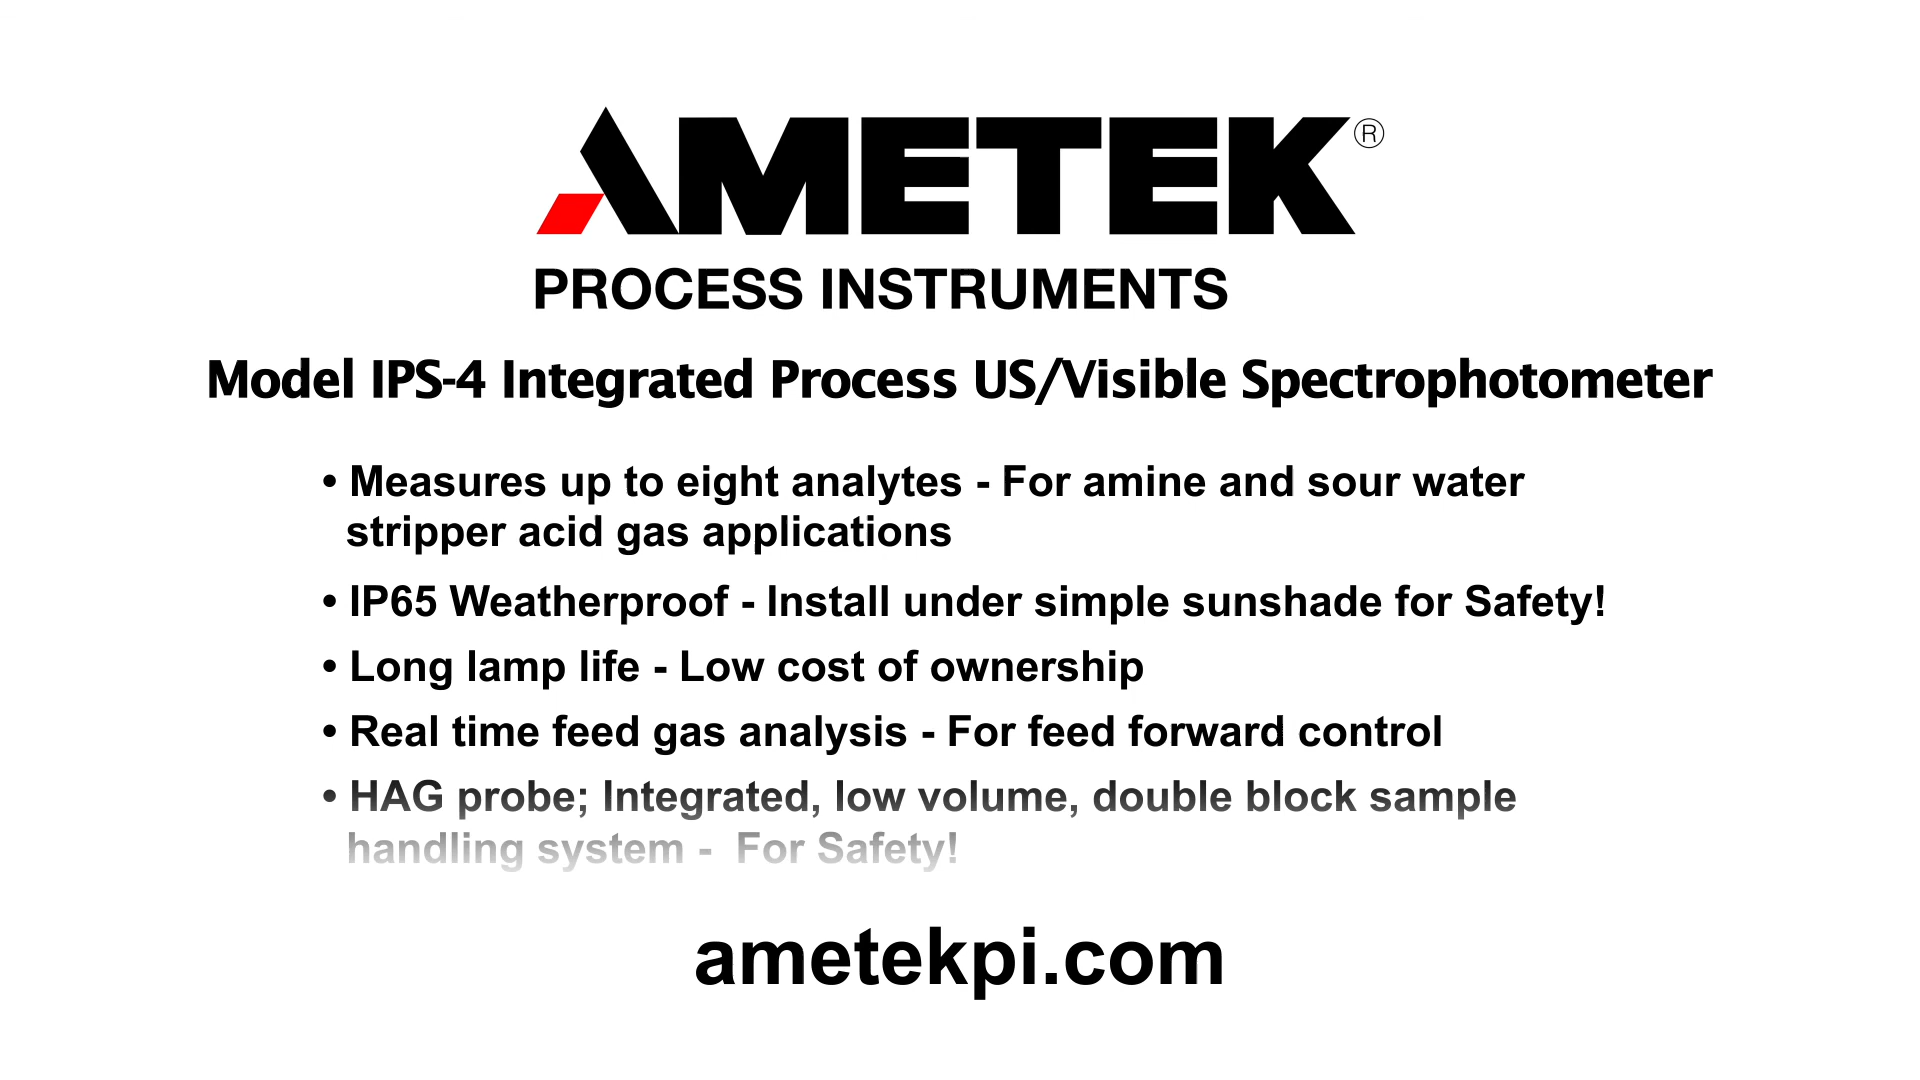 AMETEK®
PROCESS INSTRUMENTS
Model IPS-4 Integrated Process US/Visible Spectrophotometer
• Measures up to eight analytes - For amine and sour water
stripper acid gas applications
• IP65 Weatherproof - Install under simple sunshade for Safety!
• Long lamp life - Low cost of ownership
• Real time feed gas analysis - For feed forward control
• HAG probe; Integrated, low volume, double block sample
handling system - For Safety!
ametekpi.com